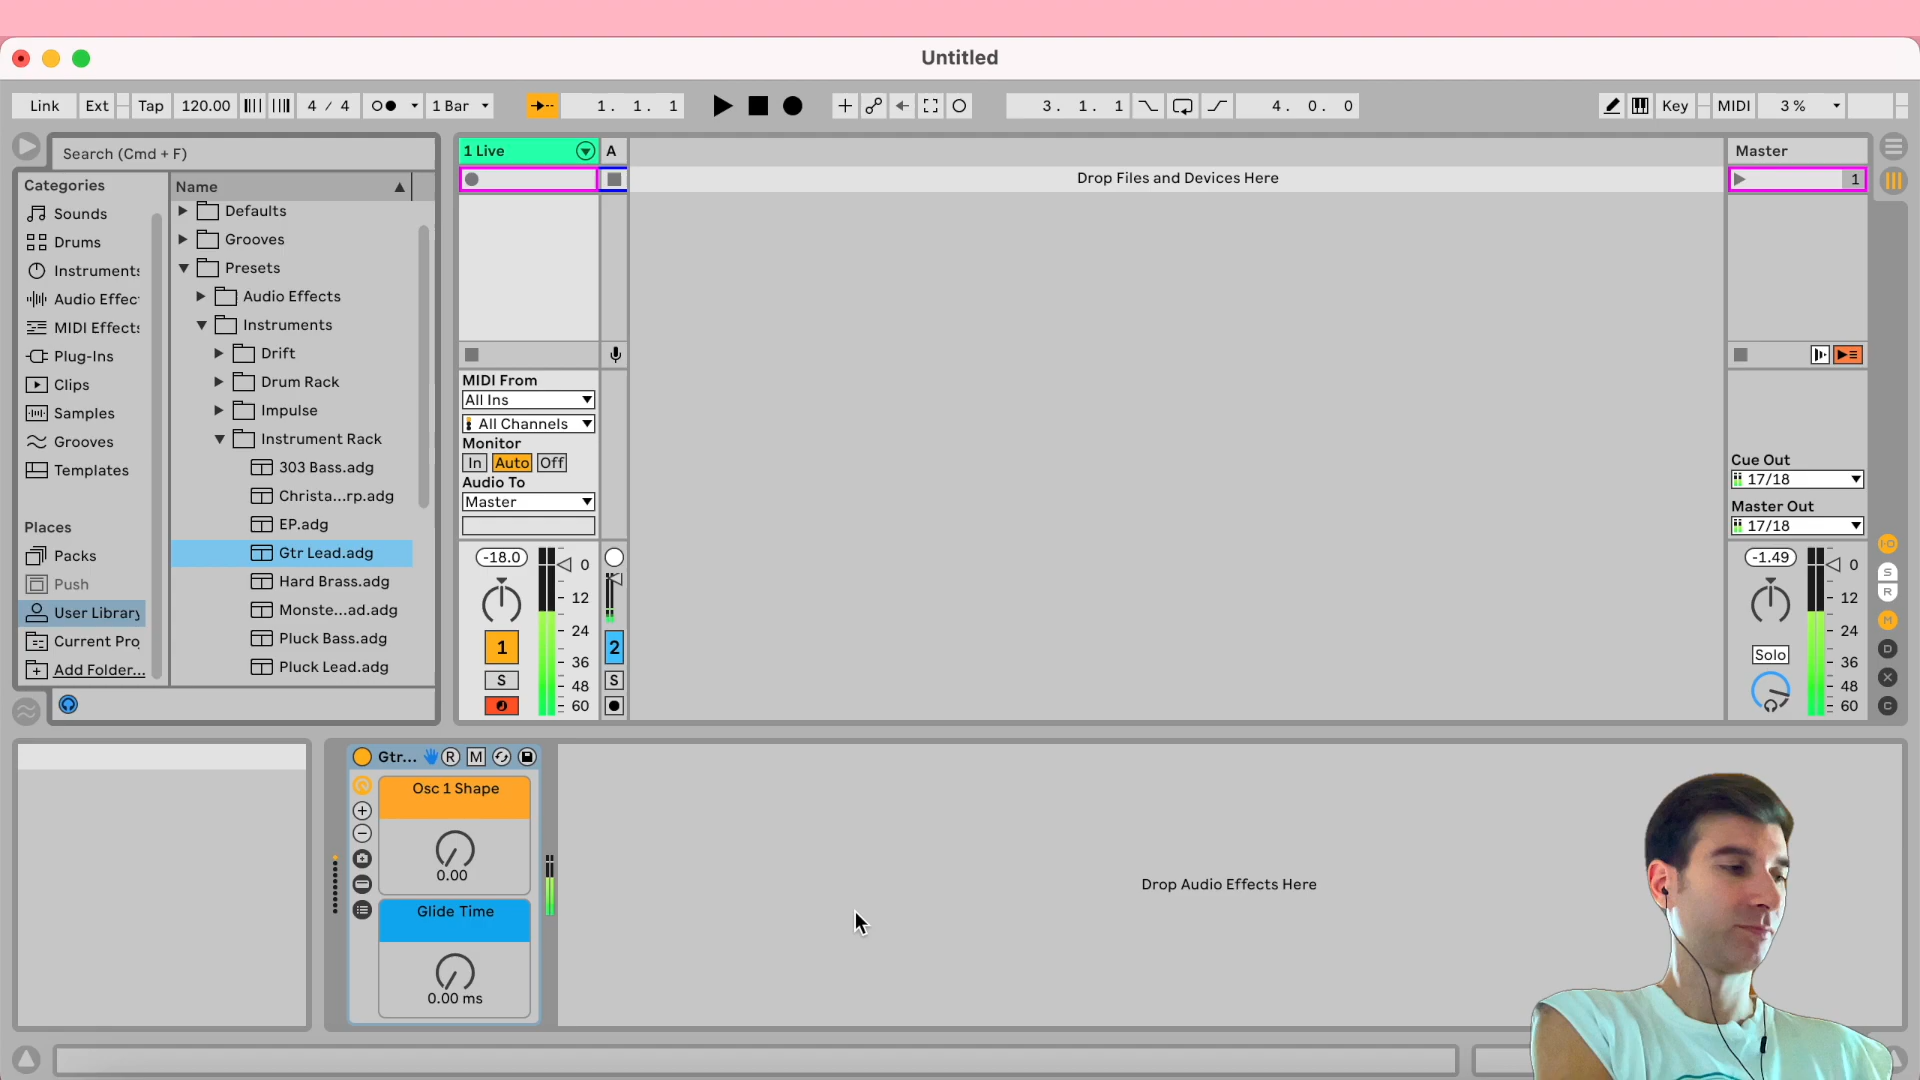 Untitled
Link Ext Tap 120.00 4 / 4 1 Bar 1. 1. 1 3. 1. 1 4. 0. 0 Key MIDI 3 %
Search (Cmd + F)
Categories
Sounds
Drums
Instruments
Audio Effec
MIDI Effects
Plug-Ins
Clips
Samples
Grooves
Templates
Places
Packs
Push
User Library
Current Pro
Add Folder...
Name
Defaults
Grooves
Presets
Audio Effects
Instruments
Drift
Drum Rack
Impulse
Instrument Rack
303 Bass.adg
Christa...rp.adg
EP.adg
Gtr Lead.adg
Hard Brass.adg
Monste...ad.adg
Pluck Bass.adg
Pluck Lead.adg
1 Live A
Drop Files and Devices Here
MIDI From
All Ins
All Channels
Monitor
In Auto Off
Audio To
Master
-18.0
0
12
24
36
48
60
1
S
2
S
Master
1
Cue Out
17/18
Master Out
17/18
-1.49
0
12
24
36
48
60
Solo
I-O
S
R
M
D
X
C
Gtr... R M
Osc 1 Shape
0.00
Glide Time
0.00 ms
Drop Audio Effects Here